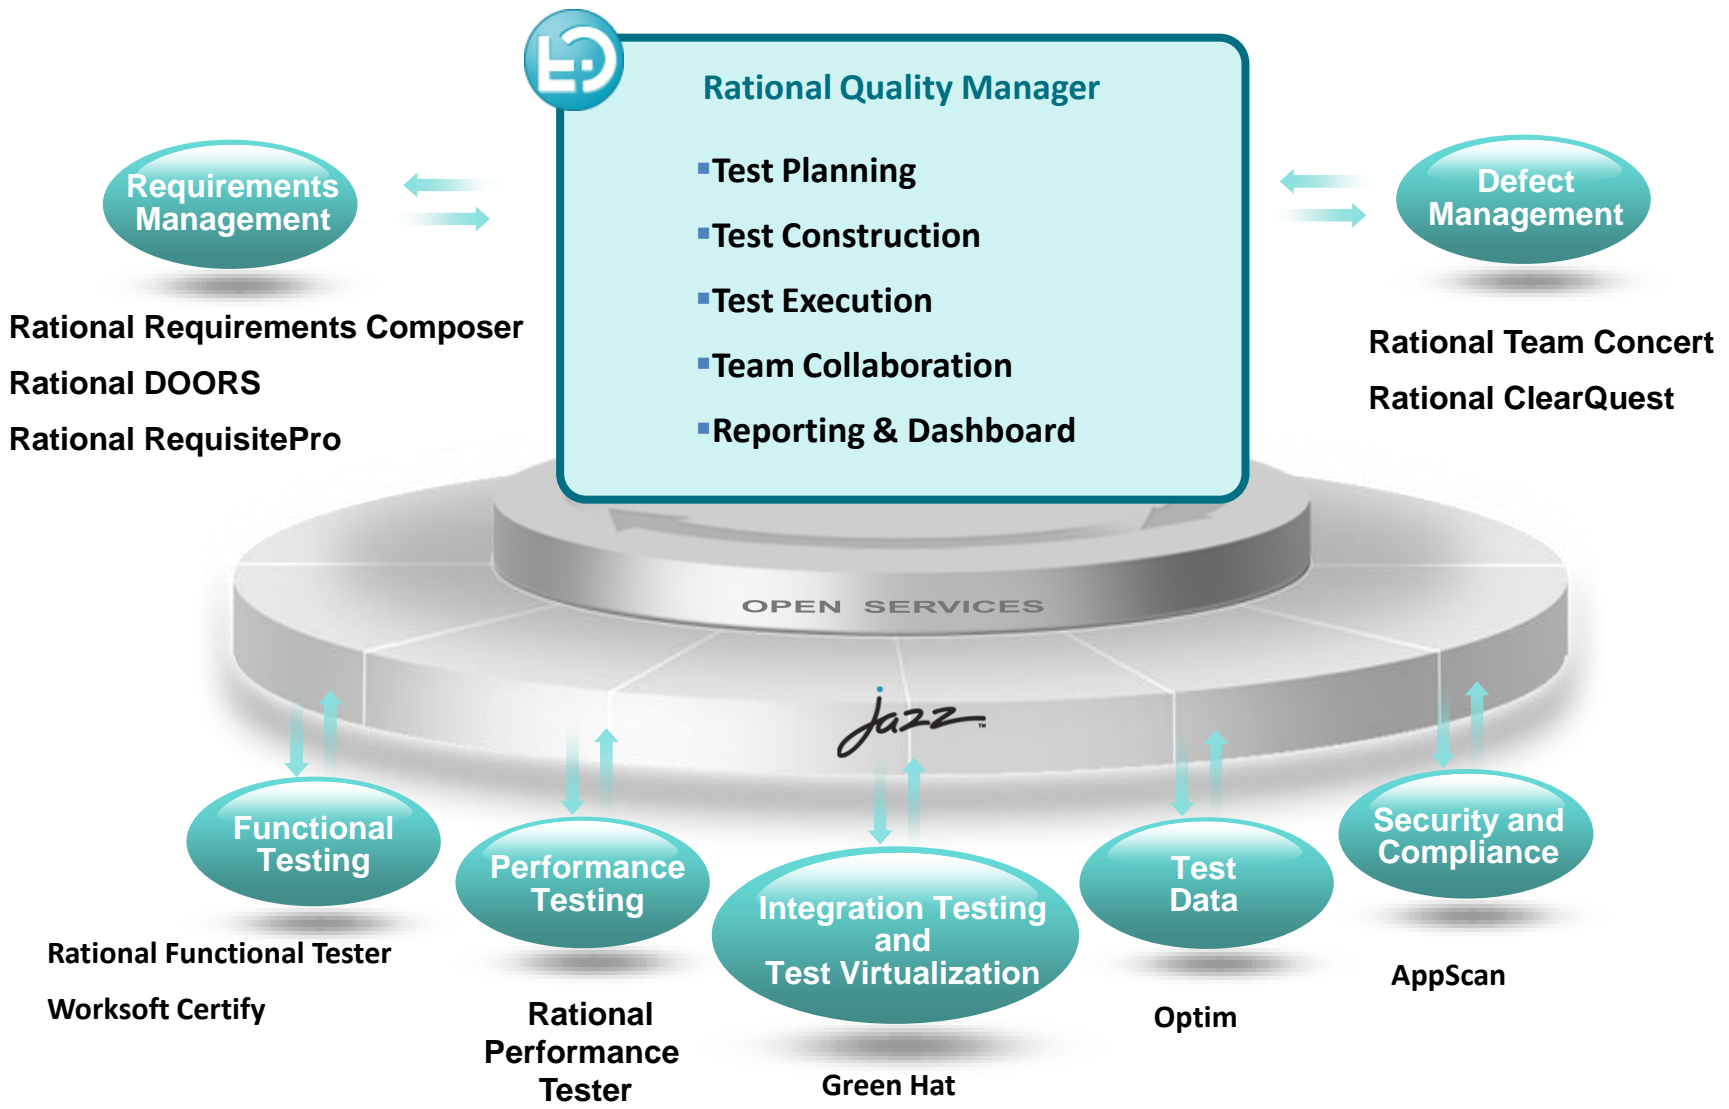 Rational Quality Manager
▪Test Planning
▪Test Construction
▪Test Execution
▪Team Collaboration
▪Reporting & Dashboard
Requirements
Management
Rational Requirements Composer
Rational DOORS
Rational RequisitePro
Defect
Management
Rational Team Concert
Rational ClearQuest
OPEN SERVICES
jazz™
Functional
Testing
Rational Functional Tester
Worksoft Certify
Performance
Testing
Rational
Performance
Tester
Integration Testing
and
Test Virtualization
Green Hat
Test
Data
Optim
Security and
Compliance
AppScan